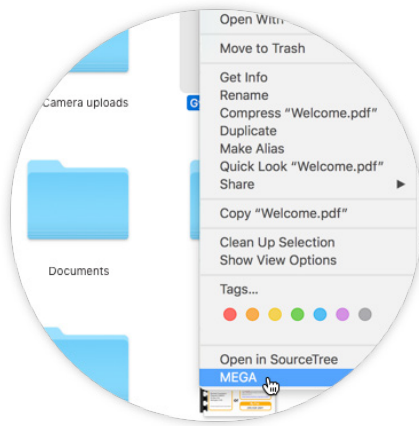 Open With
Move to Trash
Get Info
Rename
Compress “Welcome.pdf”
Duplicate
Make Alias
Quick Look “Welcome.pdf”
Share
Copy “Welcome.pdf”
Clean Up Selection
Show View Options
Tags...
Open in SourceTree
MEGA
Camera uploads
Documents